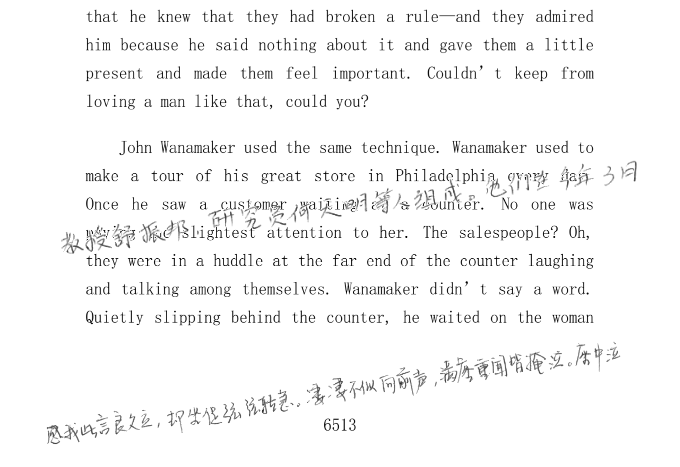 that he knew that they had broken a rule—and they admired
him because he said nothing about it and gave them a little
present and made them feel important. Couldn’t keep from
loving a man like that, could you?
John Wanamaker used the same technique. Wanamaker used to
make a tour of his great store in Philadelphia every day.
Once he saw a customer waiting at a counter. No one was
教授舒振邦、研究员仰天明等人组成。他们在今年3月
slightest attention to her. The salespeople? Oh,
they were in a huddle at the far end of the counter laughing
and talking among themselves. Wanamaker didn’t say a word.
Quietly slipping behind the counter, he waited on the woman
感我此言良久立，却坐促弦弦转急。凄凄不似向前声，满座重闻皆掩泣。座中泣
6513